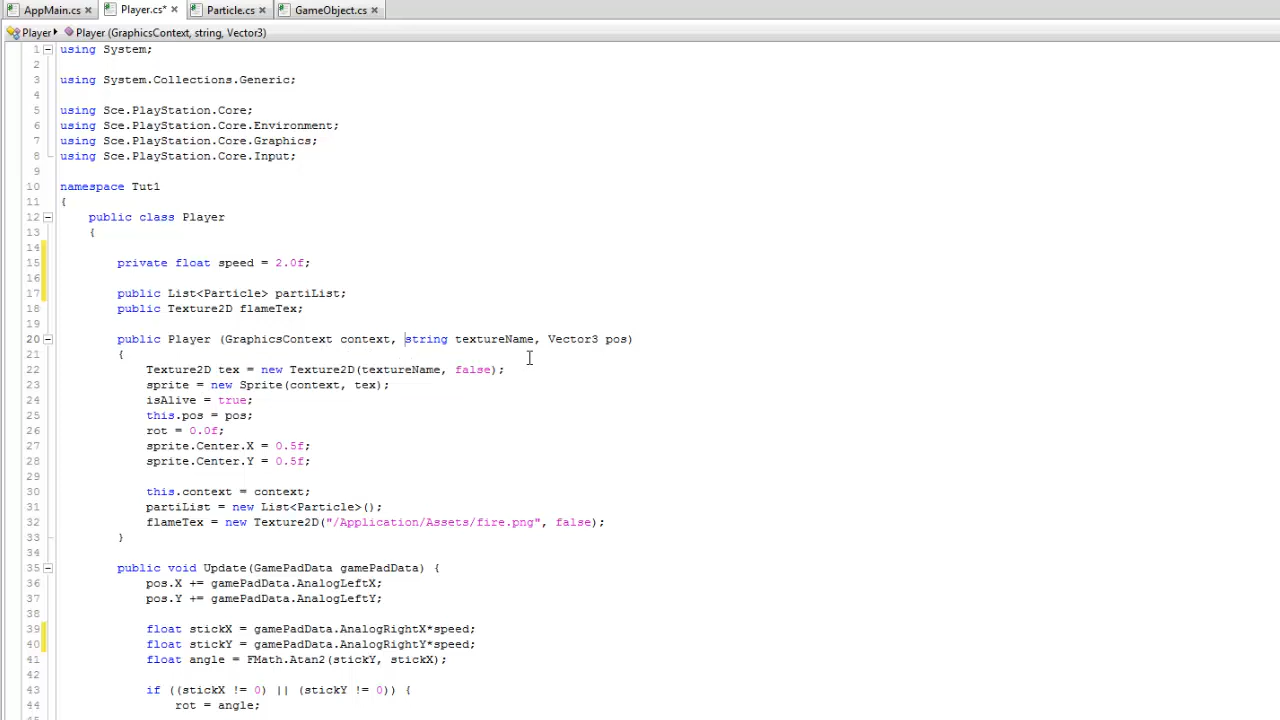 AppMain.cs × Player.cs* × Particle.cs × GameObject.cs ×
Player Player (GraphicsContext, string, Vector3)
1 using System;
2
3 using System.Collections.Generic;
4
5 using Sce.PlayStation.Core;
6 using Sce.PlayStation.Core.Environment;
7 using Sce.PlayStation.Core.Graphics;
8 using Sce.PlayStation.Core.Input;
9
10 namespace Tut1
11 {
12 public class Player
13 {
14
15 private float speed = 2.0f;
16
17 public List<Particle> partiList;
18 public Texture2D flameTex;
19
20 public Player (GraphicsContext context, string textureName, Vector3 pos)
21 {
22 Texture2D tex = new Texture2D(textureName, false);
23 sprite = new Sprite(context, tex);
24 isAlive = true;
25 this.pos = pos;
26 rot = 0.0f;
27 sprite.Center.X = 0.5f;
28 sprite.Center.Y = 0.5f;
29
30 this.context = context;
31 partiList = new List<Particle>();
32 flameTex = new Texture2D("/Application/Assets/fire.png", false);
33 }
34
35 public void Update(GamePadData gamePadData) {
36 pos.X += gamePadData.AnalogLeftX;
37 pos.Y += gamePadData.AnalogLeftY;
38
39 float stickX = gamePadData.AnalogRightX*speed;
40 float stickY = gamePadData.AnalogRightY*speed;
41 float angle = FMath.Atan2(stickY, stickX);
42
43 if ((stickX != 0) || (stickY != 0)) {
44 rot = angle;